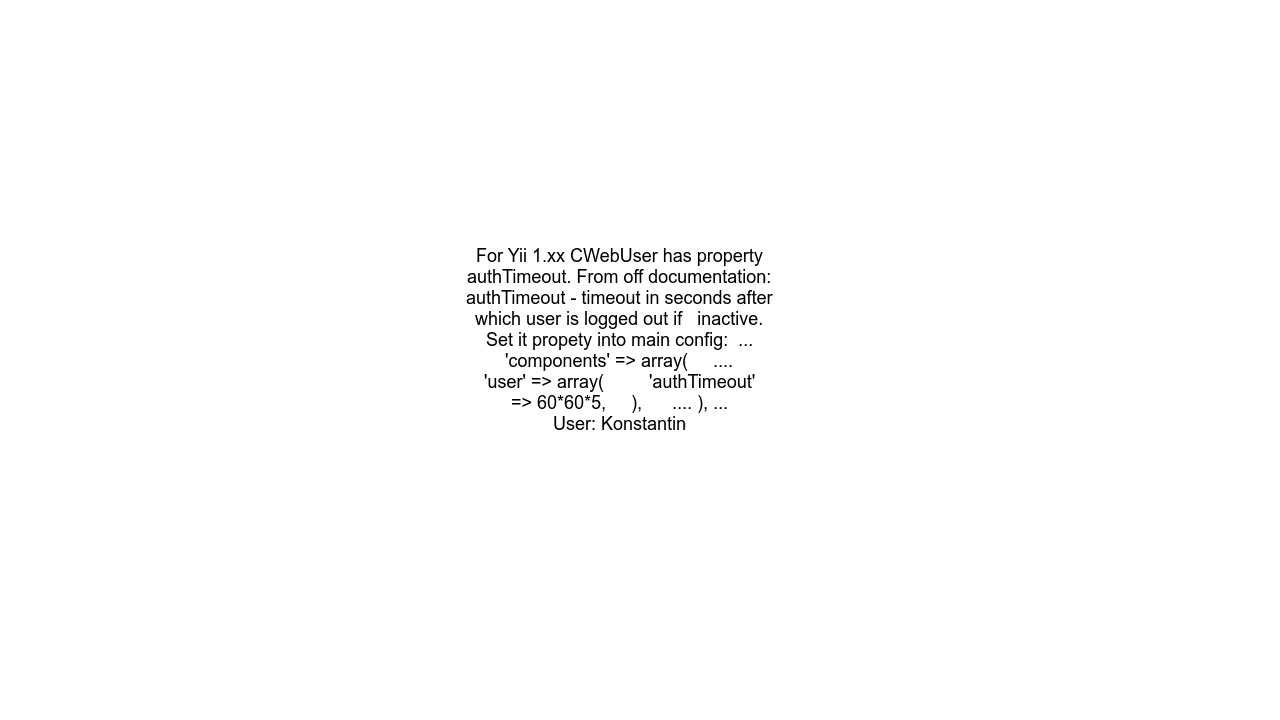 For Yii 1.xx CWebUser has property
authTimeout. From off documentation:
authTimeout - timeout in seconds after
which user is logged out if   inactive.
Set it propety into main config:  ...
'components' => array(     ....
'user' => array(         'authTimeout'
=> 60*60*5,     ),      .... ), ...
User: Konstantin